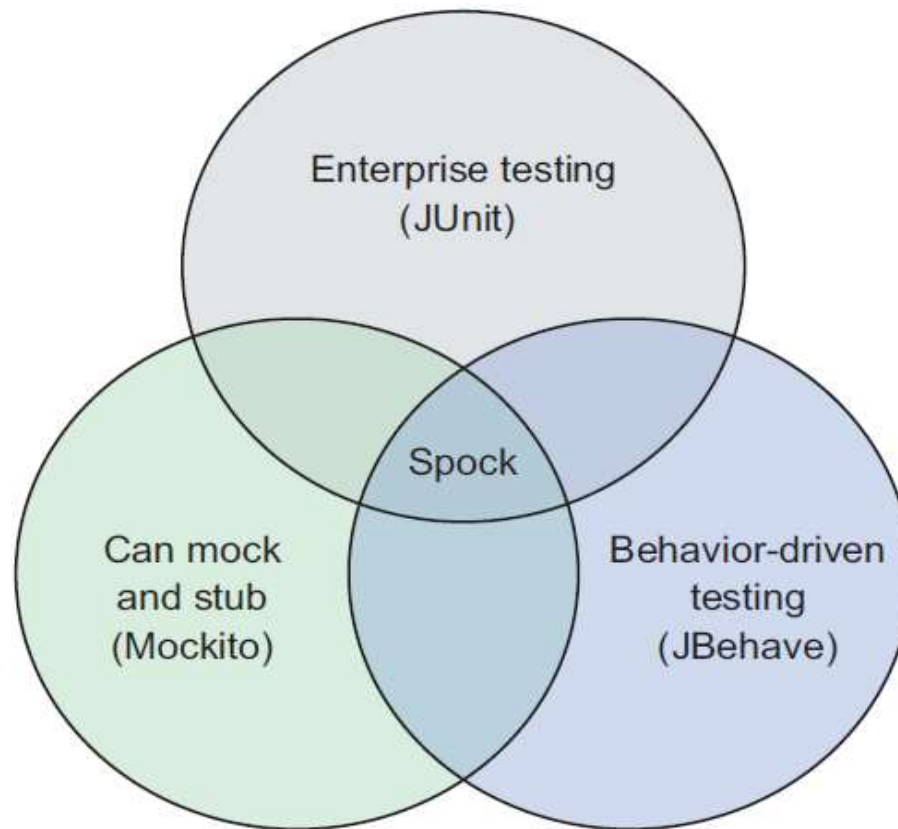 Enterprise testing
(JUnit)
Spock
Can mock
and stub
(Mockito)
Behavior-driven
testing
(JBehave)